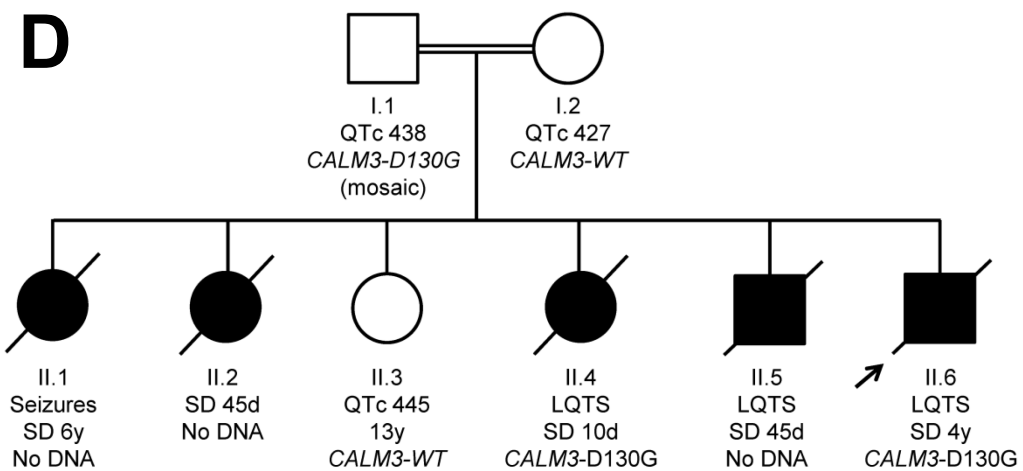 D
I.1
QTc 438
CALM3-D130G
(mosaic)
I.2
QTc 427
CALM3-WT
II.1
Seizures
SD 6y
No DNA
II.2
SD 45d
No DNA
II.3
QTc 445
13y
CALM3-WT
II.4
LQTS
SD 10d
CALM3-D130G
II.5
LQTS
SD 45d
No DNA
II.6
LQTS
SD 4y
CALM3-D130G